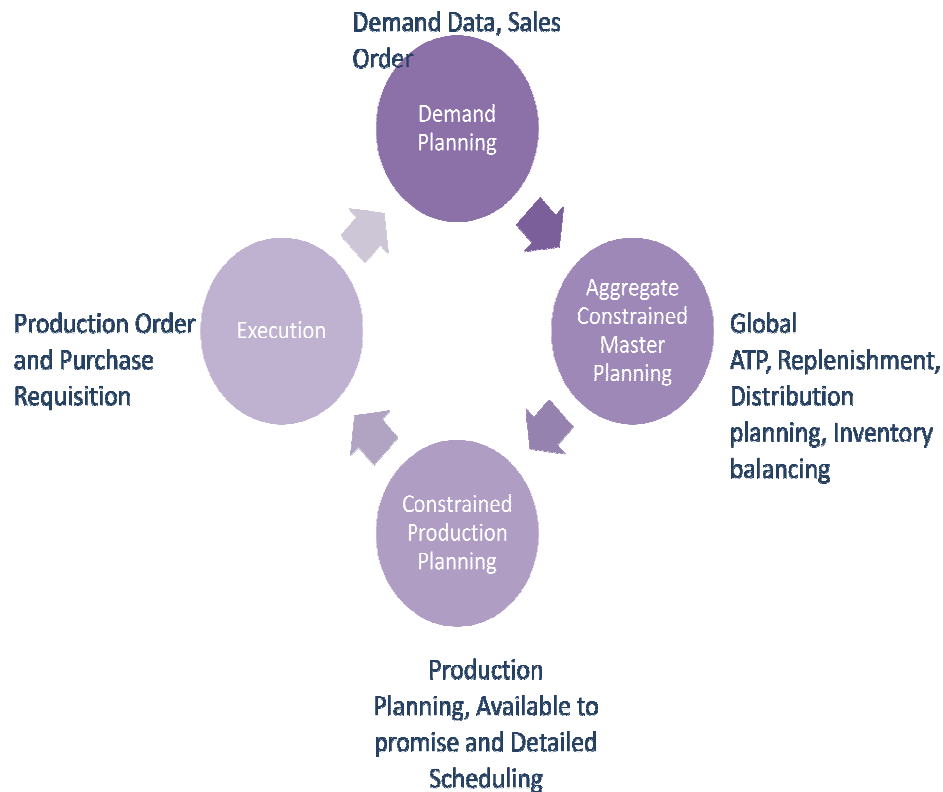 Demand Data, Sales
Order
Demand
Planning
Aggregate
Constrained
Master
Planning
Global
ATP, Replenishment,
Distribution
planning, Inventory
balancing
Constrained
Production
Planning
Production
Planning, Available to
promise and Detailed
Scheduling
Execution
Production Order
and Purchase
Requisition